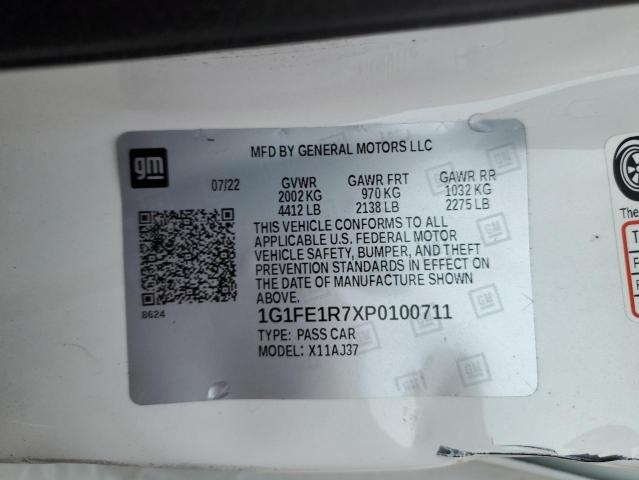 gm
MFD BY GENERAL MOTORS LLC
07/22 GVWR GAWR FRT GAWR RR
2002 KG 970 KG 1032 KG
4412 LB 2138 LB 2275 LB
THIS VEHICLE CONFORMS TO ALL
APPLICABLE U.S. FEDERAL MOTOR
VEHICLE SAFETY, BUMPER, AND THEFT
PREVENTION STANDARDS IN EFFECT ON
THE DATE OF MANUFACTURE SHOWN
ABOVE.
8624
1G1FE1R7XP0100711
TYPE: PASS CAR
MODEL: X11AJ37
The